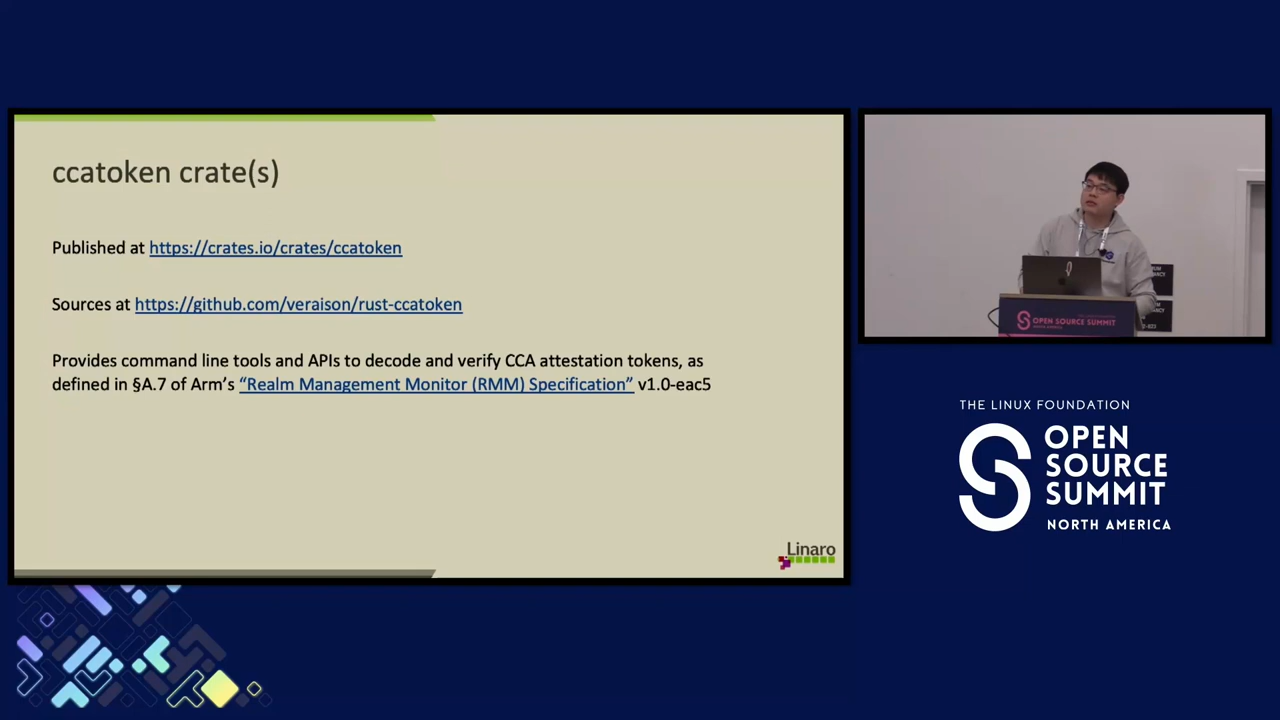 ccatoken crate(s)
Published at https://crates.io/crates/ccatoken
Sources at https://github.com/veraison/rust-ccatoken
Provides command line tools and APIs to decode and verify CCA attestation tokens, as
defined in §A.7 of Arm's “Realm Management Monitor (RMM) Specification” v1.0-eac5
Linaro
OPEN SOURCE SUMMIT
NORTH AMERICA
THE LINUX FOUNDATION
OPEN
SOURCE
SUMMIT
NORTH AMERICA